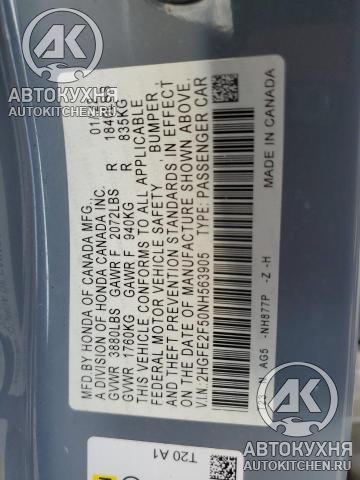 АВТОКУХНЯ
AUTOKITCHEN.RU
MFD.BY HONDA OF CANADA MFG.
A DIVISION OF HONDA CANADA INC.
GVWR 3880LBS GAWR F 2072LBS R
GVWR 1760KG GAWR F 940KG R 835KG
THIS VEHICLE CONFORMS TO ALL APPLICABLE
FEDERAL MOTOR VEHICLE SAFETY, BUMPER,
AND THEFT PREVENTION STANDARDS IN EFFECT
ON THE DATE OF MANUFACTURE SHOWN ABOVE.
V.I.N: 2HGFE2F50NH563905 TYPE: PASSENGER CAR
AG5 -NH877P -Z -H
MADE IN CANADA
T20 A1
АВТОКУХНЯ
AUTOKITCHEN.RU